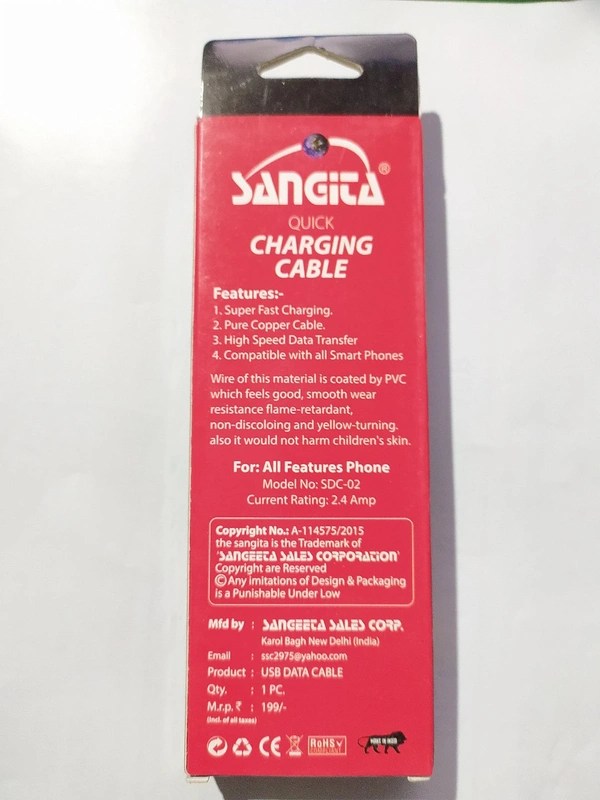 SANGITA®
QUICK
CHARGING
CABLE
Features:-
1. Super Fast Charging.
2. Pure Copper Cable.
3. High Speed Data Transfer
4. Compatible with all Smart Phones
Wire of this material is coated by PVC
which feels good, smooth wear
resistance flame-retardant,
non-discoloing and yellow-turning.
also it would not harm children's skin.
For: All Features Phone
Model No: SDC-02
Current Rating: 2.4 Amp
Copyright No.: A-114575/2015
the sangita is the Trademark of
'SANGEETA SALES CORPORATION'
Copyright are Reserved
©Any imitations of Design & Packaging
is a Punishable Under Low
Mfd by : SANGEETA SALES CORP.
Karol Bagh New Delhi (India)
Email : ssc2975@yahoo.com
Product : USB DATA CABLE
Qty. : 1 PC.
M.r.p. ₹ : 199/-
(Incl. of all taxes)
CE RoHS
COMPLIANT
MAKE IN INDIA